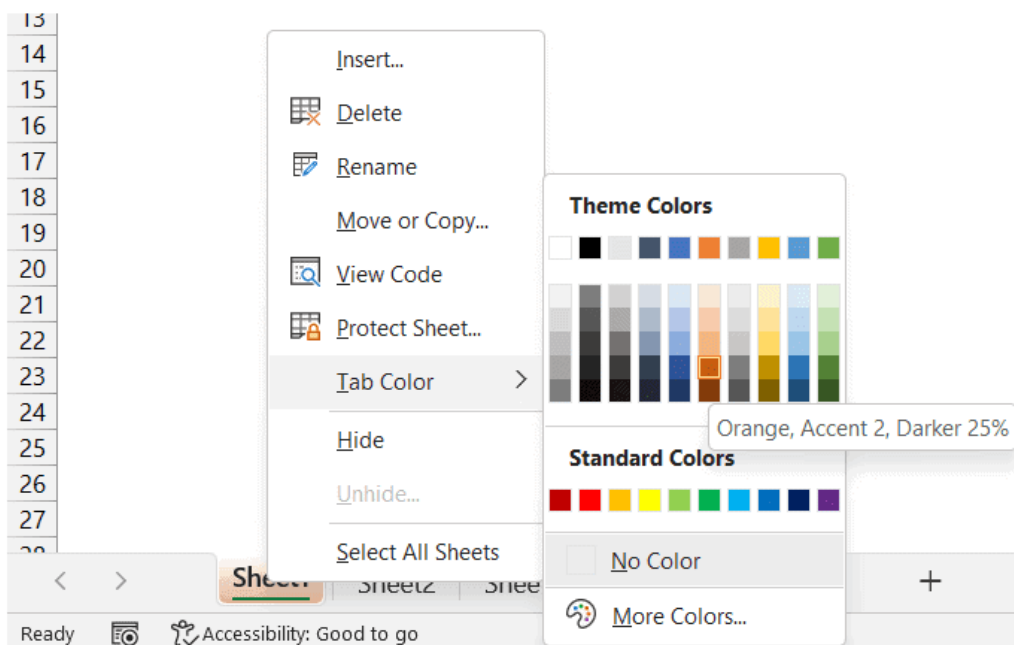 13
14
15
16
17
18
19
20
21
22
23
24
25
26
27
Insert...
Delete
Rename
Move or Copy...
View Code
Protect Sheet...
Tab Color
Hide
Unhide...
Select All Sheets
Theme Colors
Orange, Accent 2, Darker 25%
Standard Colors
No Color
More Colors...
Sheet1 Sheet2 Shee
Ready Accessibility: Good to go